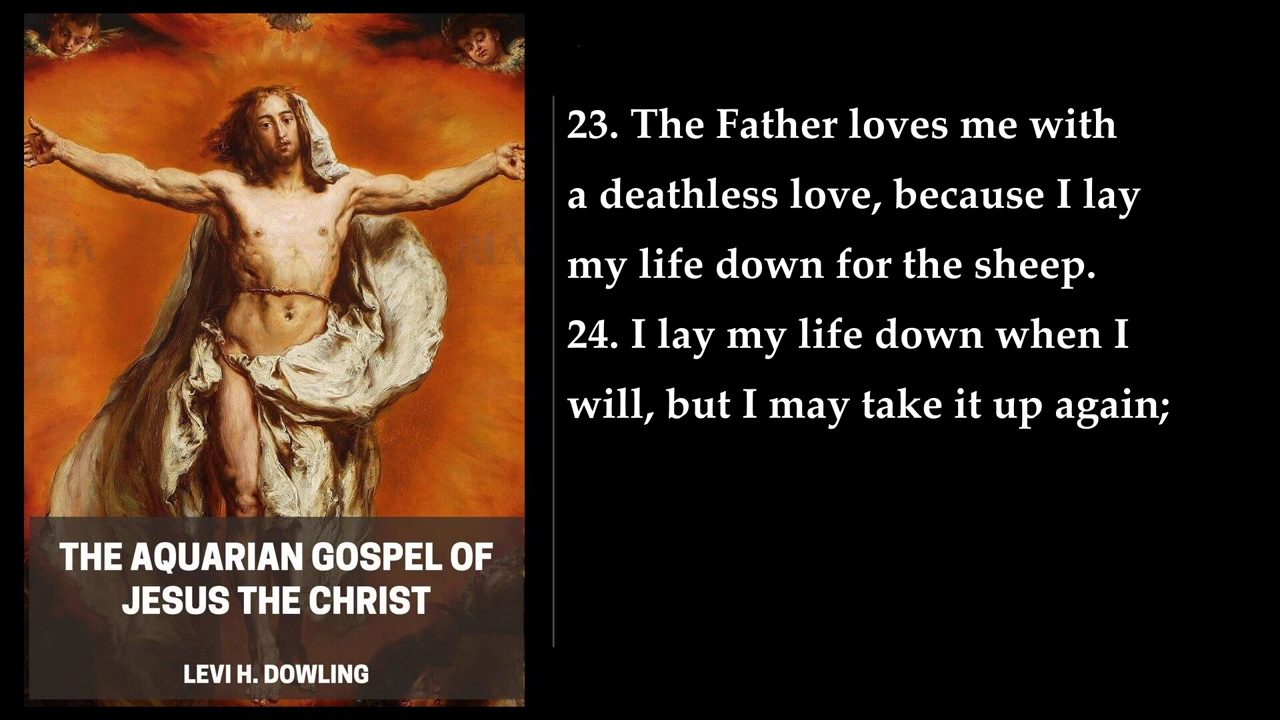 THE AQUARIAN GOSPEL OF
JESUS THE CHRIST
LEVI H. DOWLING
23. The Father loves me with
a deathless love, because I lay
my life down for the sheep.
24. I lay my life down when I
will, but I may take it up again;